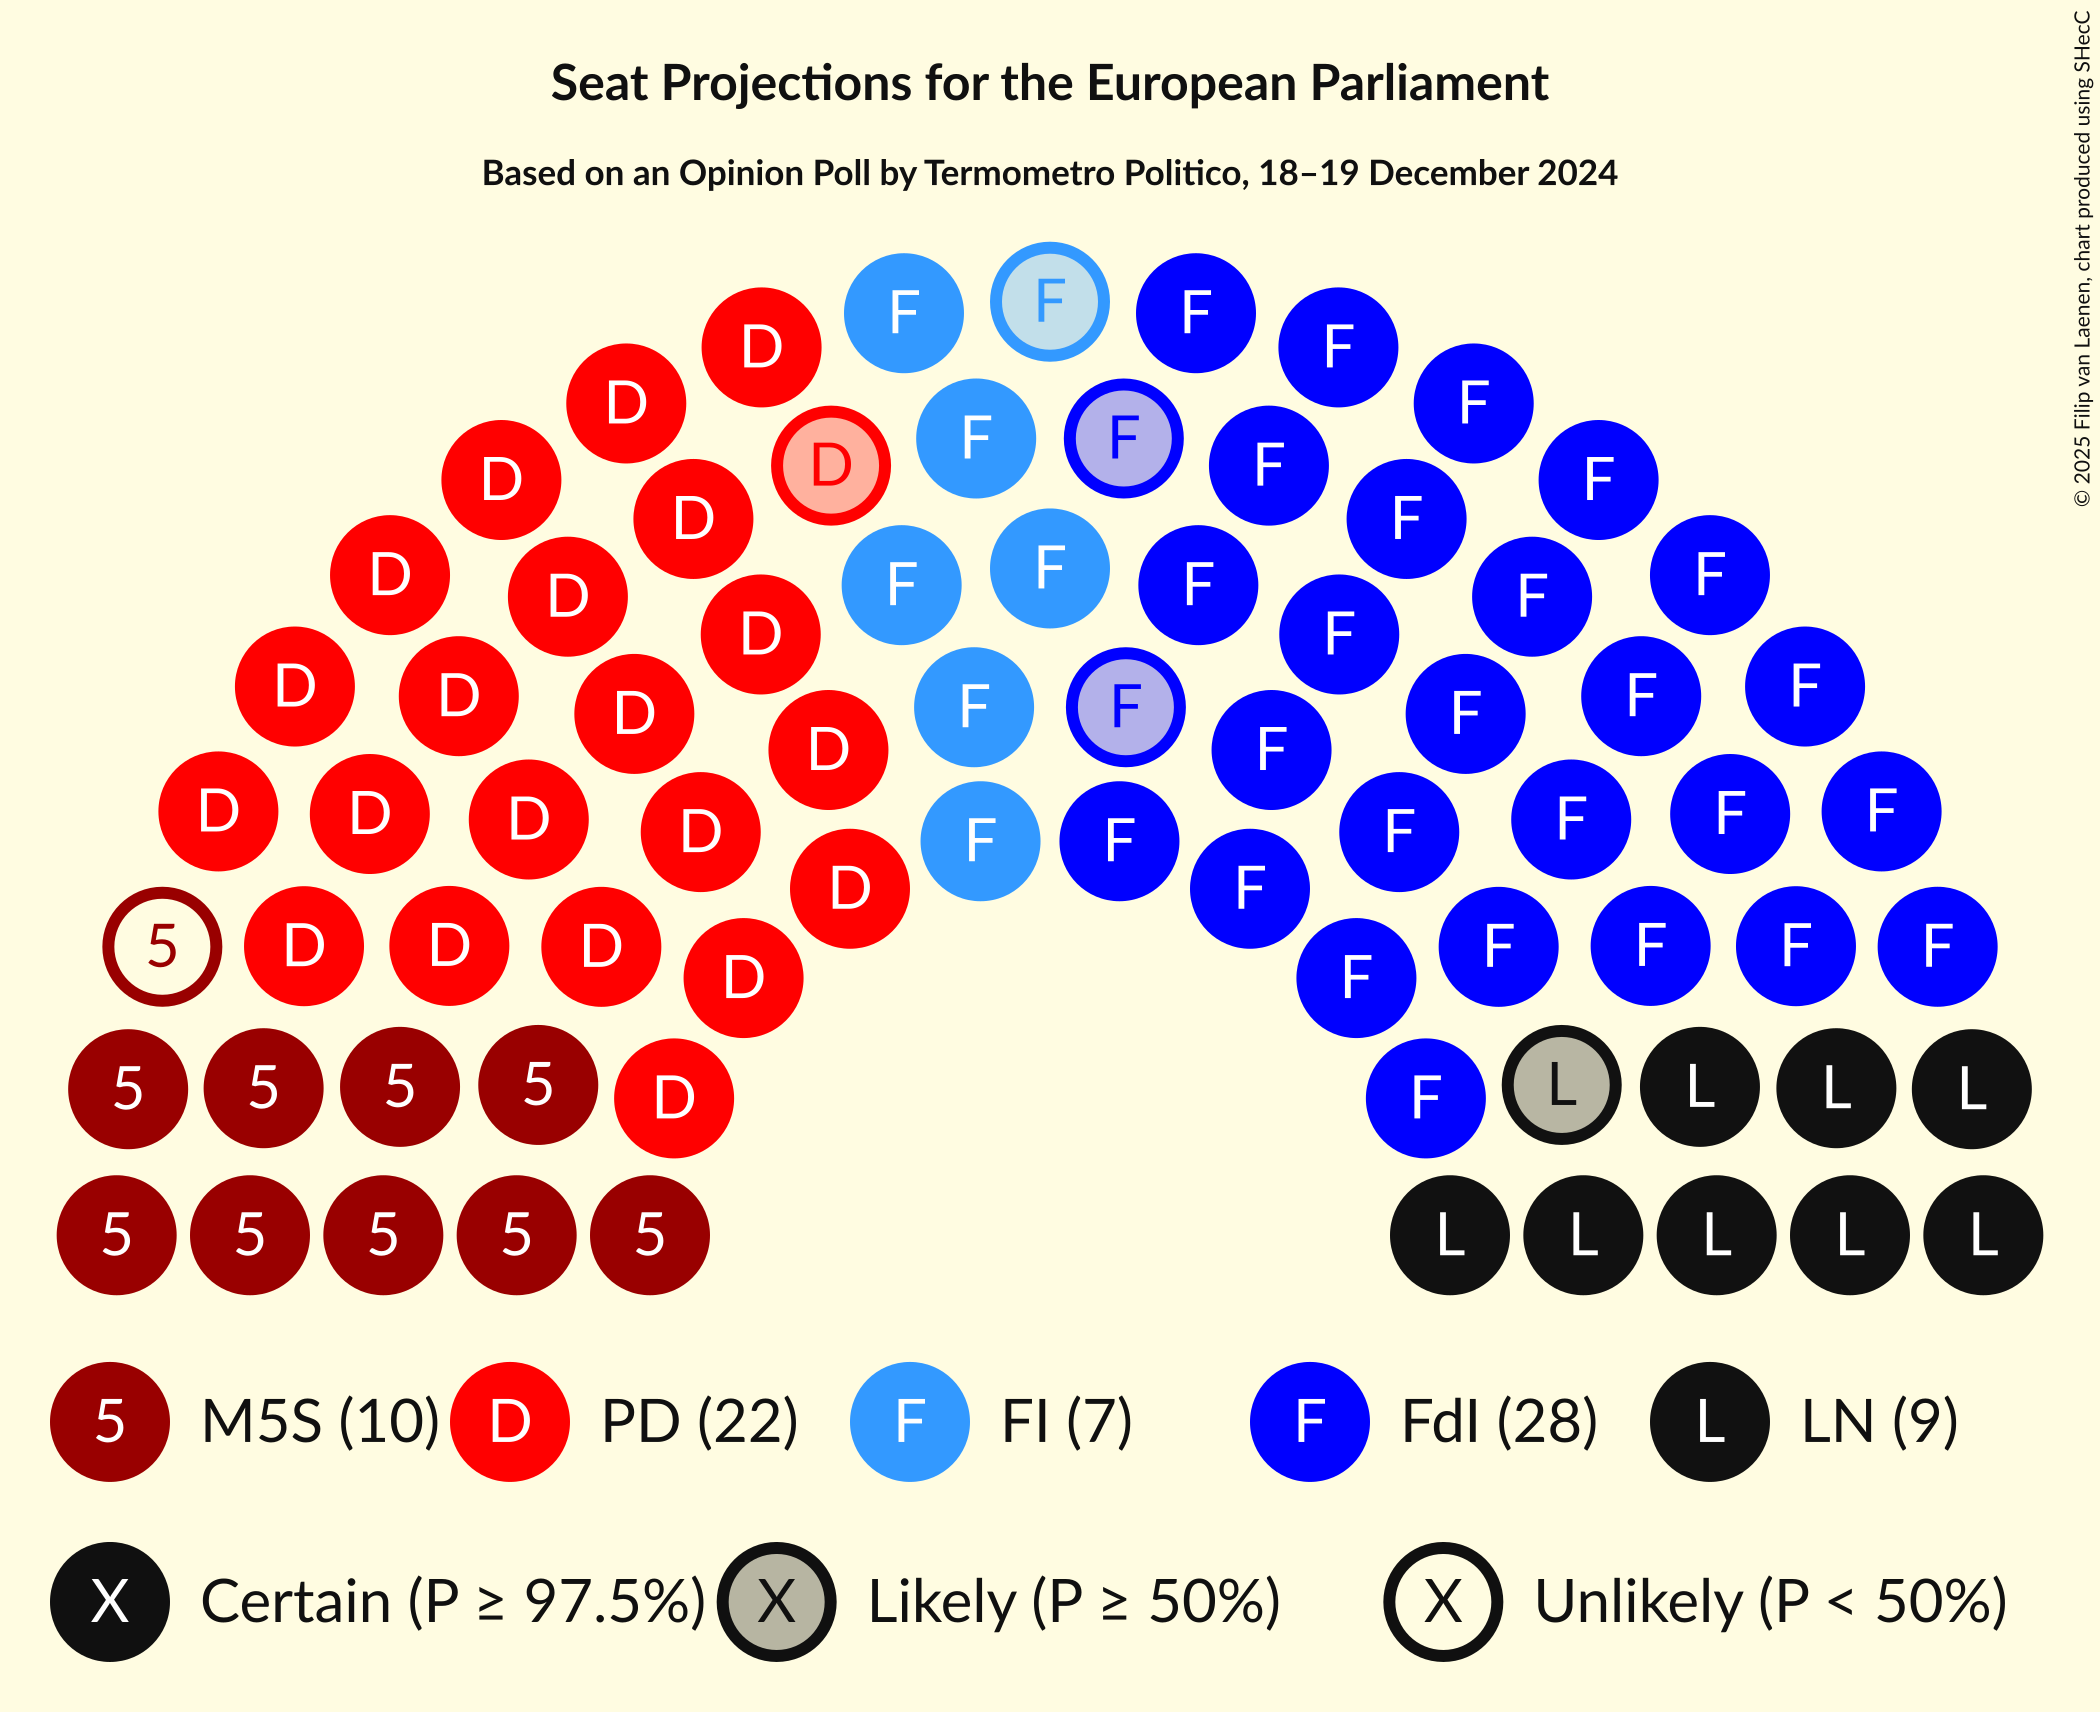 Seat Projections for the European Parliament
Based on an Opinion Poll by Termometro Politico, 18–19 December 2024
© 2025 Filip van Laenen, chart produced using SHecC
F
F F
D F
D F
F F
D F
D F
D F
D F
D F
D F
F
F F
D F
D F
D F
F F
D F
D F
D F
D F
D F
D F
D F
D F
5 D D D F F F F
D F
5 5 5 5 L L L L
D F
5 5 5 5 5 L L L L L
5 M5S (10) D PD (22) F FI (7) F FdI (28) L LN (9)
X Certain (P ≥ 97.5%) X Likely (P ≥ 50%) X Unlikely (P < 50%)